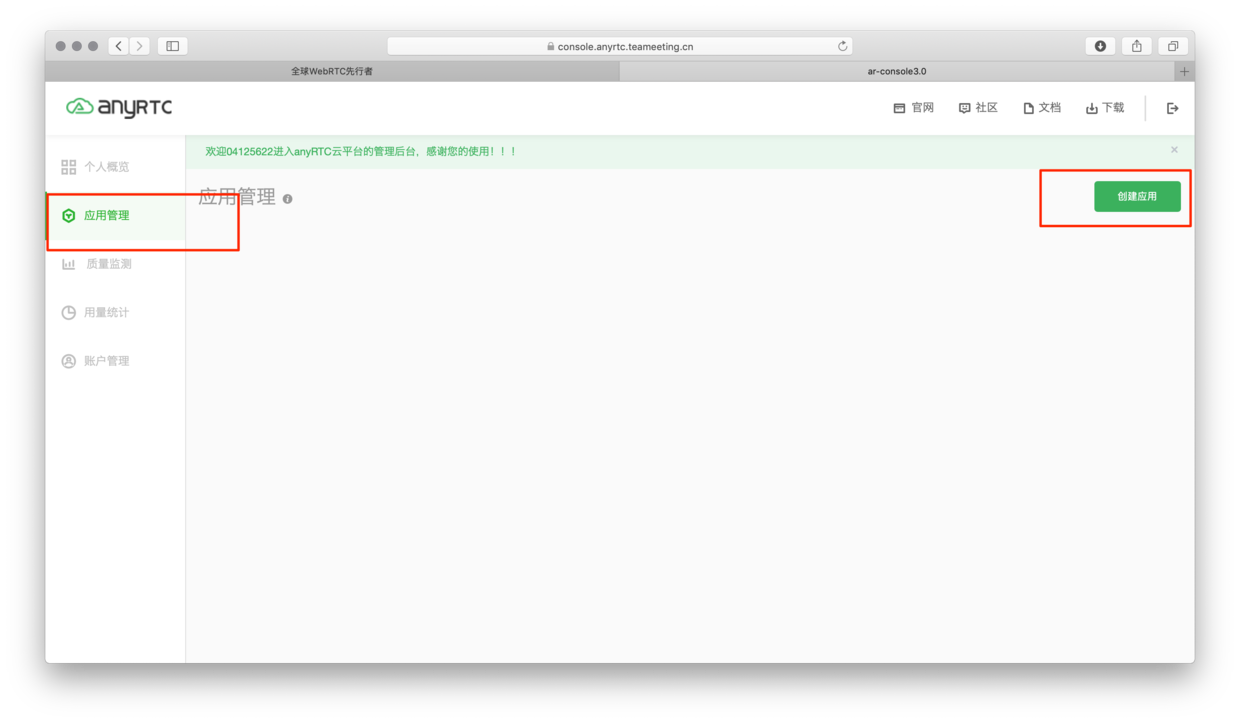 console.anyrtc.teameeting.cn
全球WebRTC先行者
ar-console3.0
anyRTC
官网
社区
文档
下载
个人概览
应用管理
质量监测
用量统计
账户管理
欢迎04125622进入anyRTC云平台的管理后台，感谢您的使用！！！
应用管理
创建应用